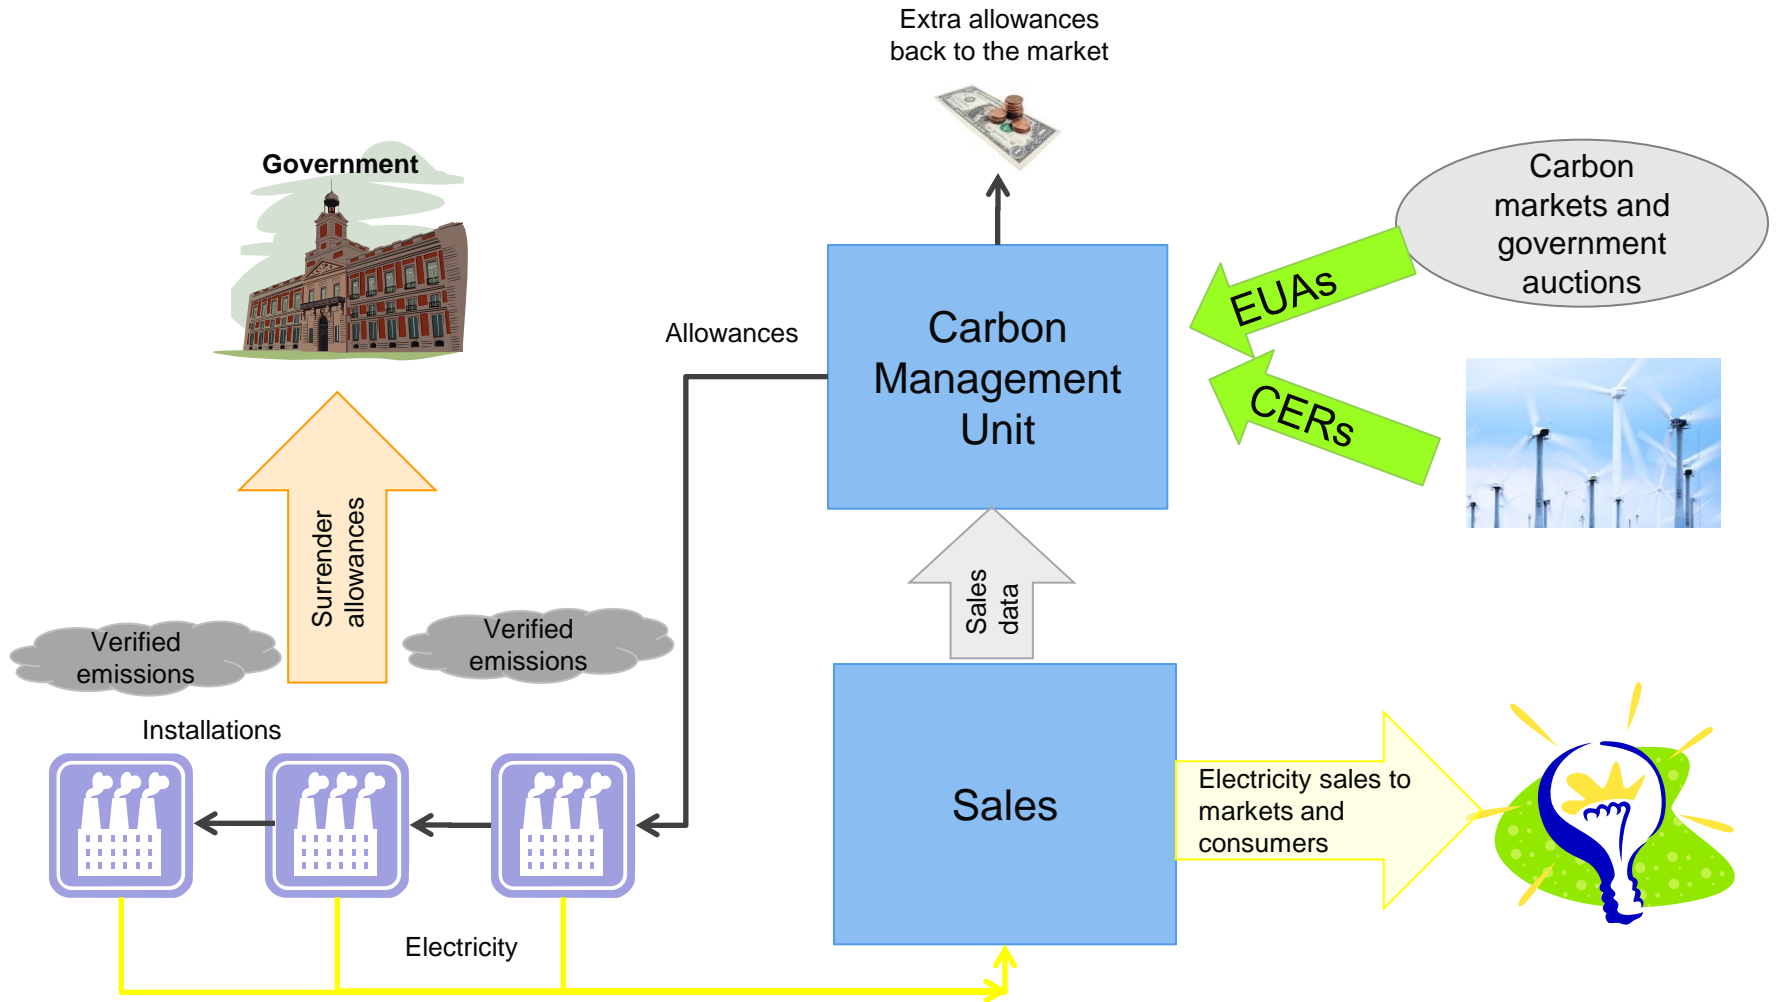 Extra allowances
back to the market
Government
Carbon
markets and
government
auctions
EUAs
Allowances
Carbon
Management
Unit
CERs
Surrender
allowances
Sales
data
Verified
emissions
Verified
emissions
Installations
Sales
Electricity sales to
markets and
consumers
Electricity